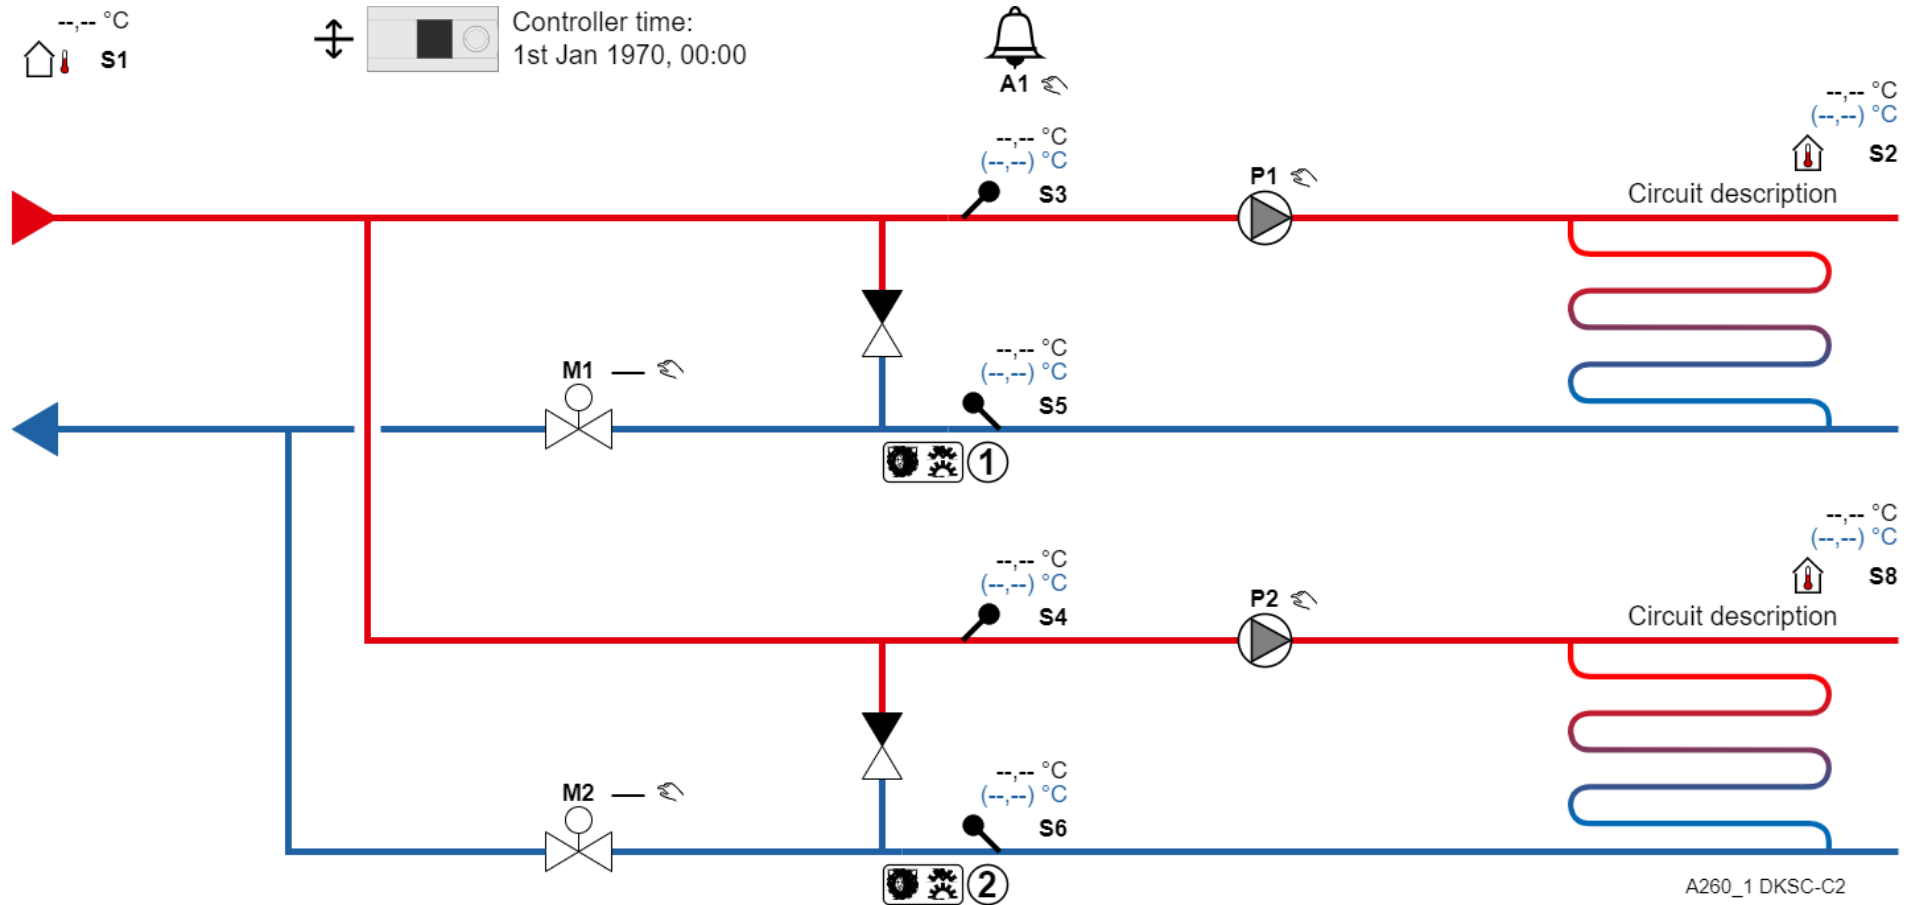 --,-- °C
S1
Controller time:
1st Jan 1970, 00:00
A1
--,-- °C
(--,--) °C
S2
Circuit description
--,-- °C
(--,--) °C
S3
P1
M1
--,-- °C
(--,--) °C
S5
1
--,-- °C
(--,--) °C
S8
Circuit description
--,-- °C
(--,--) °C
S4
P2
M2
--,-- °C
(--,--) °C
S6
2
A260_1 DKSC-C2